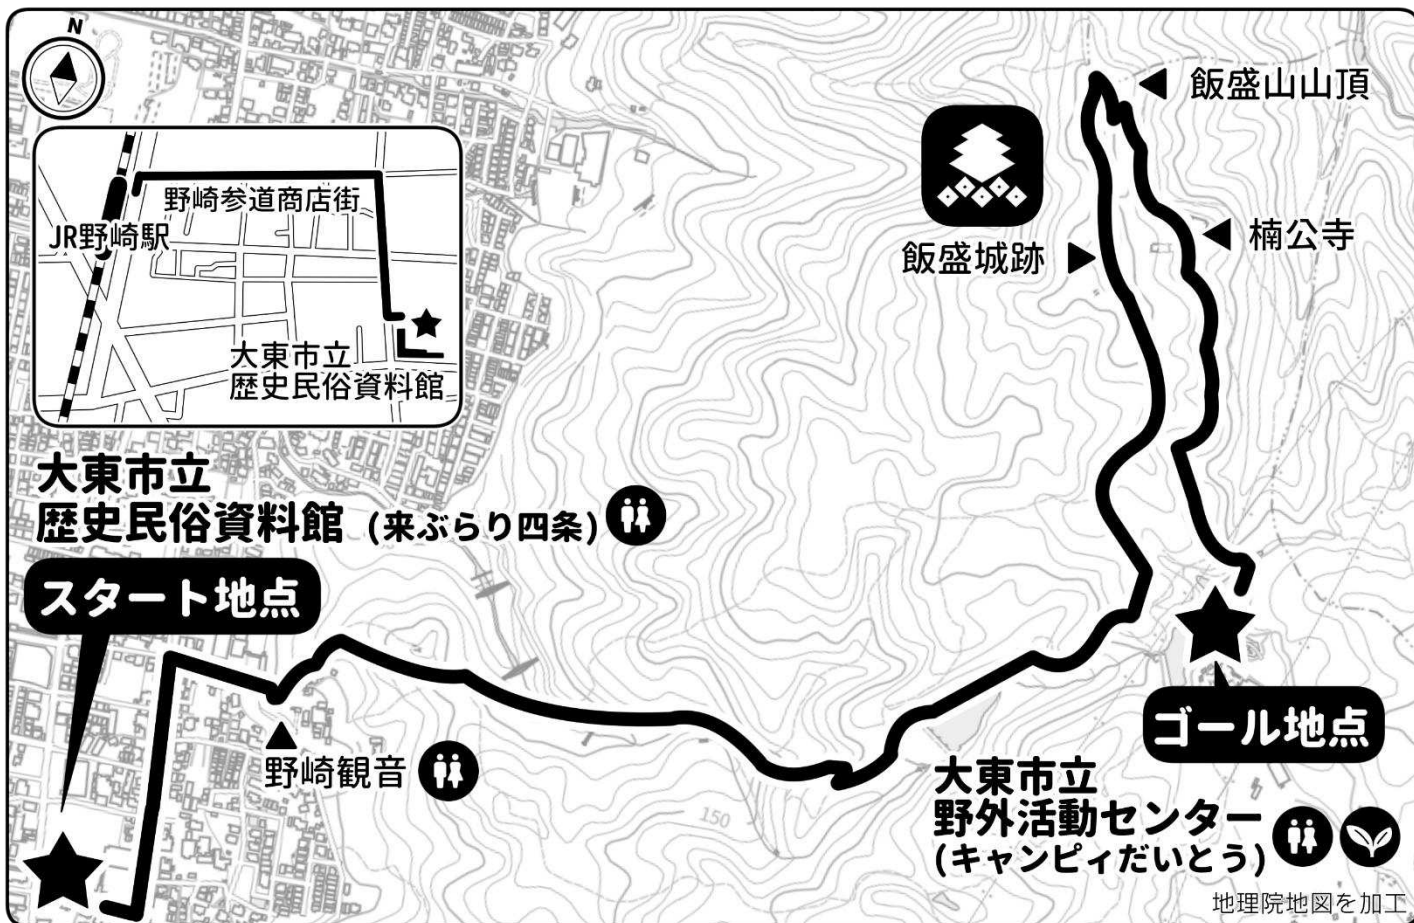 N
飯盛山山頂
野崎参道商店街
JR野崎駅
楠公寺
飯盛城跡
大東市立
歴史民俗資料館
大東市立
歴史民俗資料館 (来ぶらり四条)
スタート地点
ゴール地点
野崎観音
大東市立
野外活動センター
(キャンピィだいとう)
150
地理院地図を加工